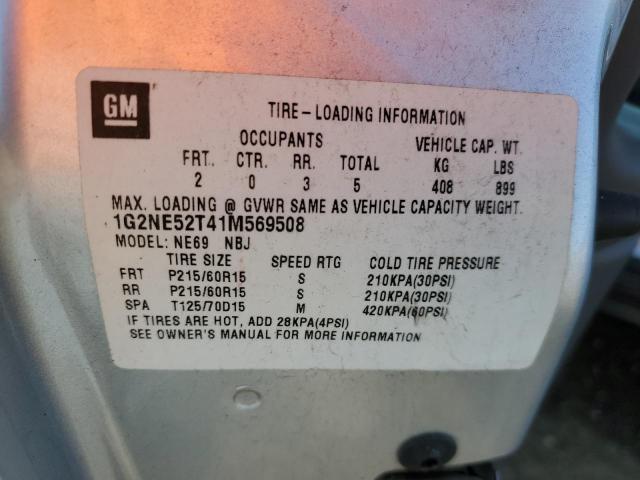 GM
TIRE-LOADING INFORMATION
OCCUPANTS VEHICLE CAP. WT.
FRT. CTR. RR. TOTAL KG LBS
2 0 3 5 408 899
MAX. LOADING @ GVWR SAME AS VEHICLE CAPACITY WEIGHT.
1G2NE52T41M569508
MODEL: NE69 NBJ
TIRE SIZE SPEED RTG COLD TIRE PRESSURE
FRT P215/60R15 S 210KPA(30PSI)
RR P215/60R15 S 210KPA(30PSI)
SPA T125/70D15 M 420KPA(60PSI)
IF TIRES ARE HOT, ADD 28KPA(4PSI)
SEE OWNER'S MANUAL FOR MORE INFORMATION